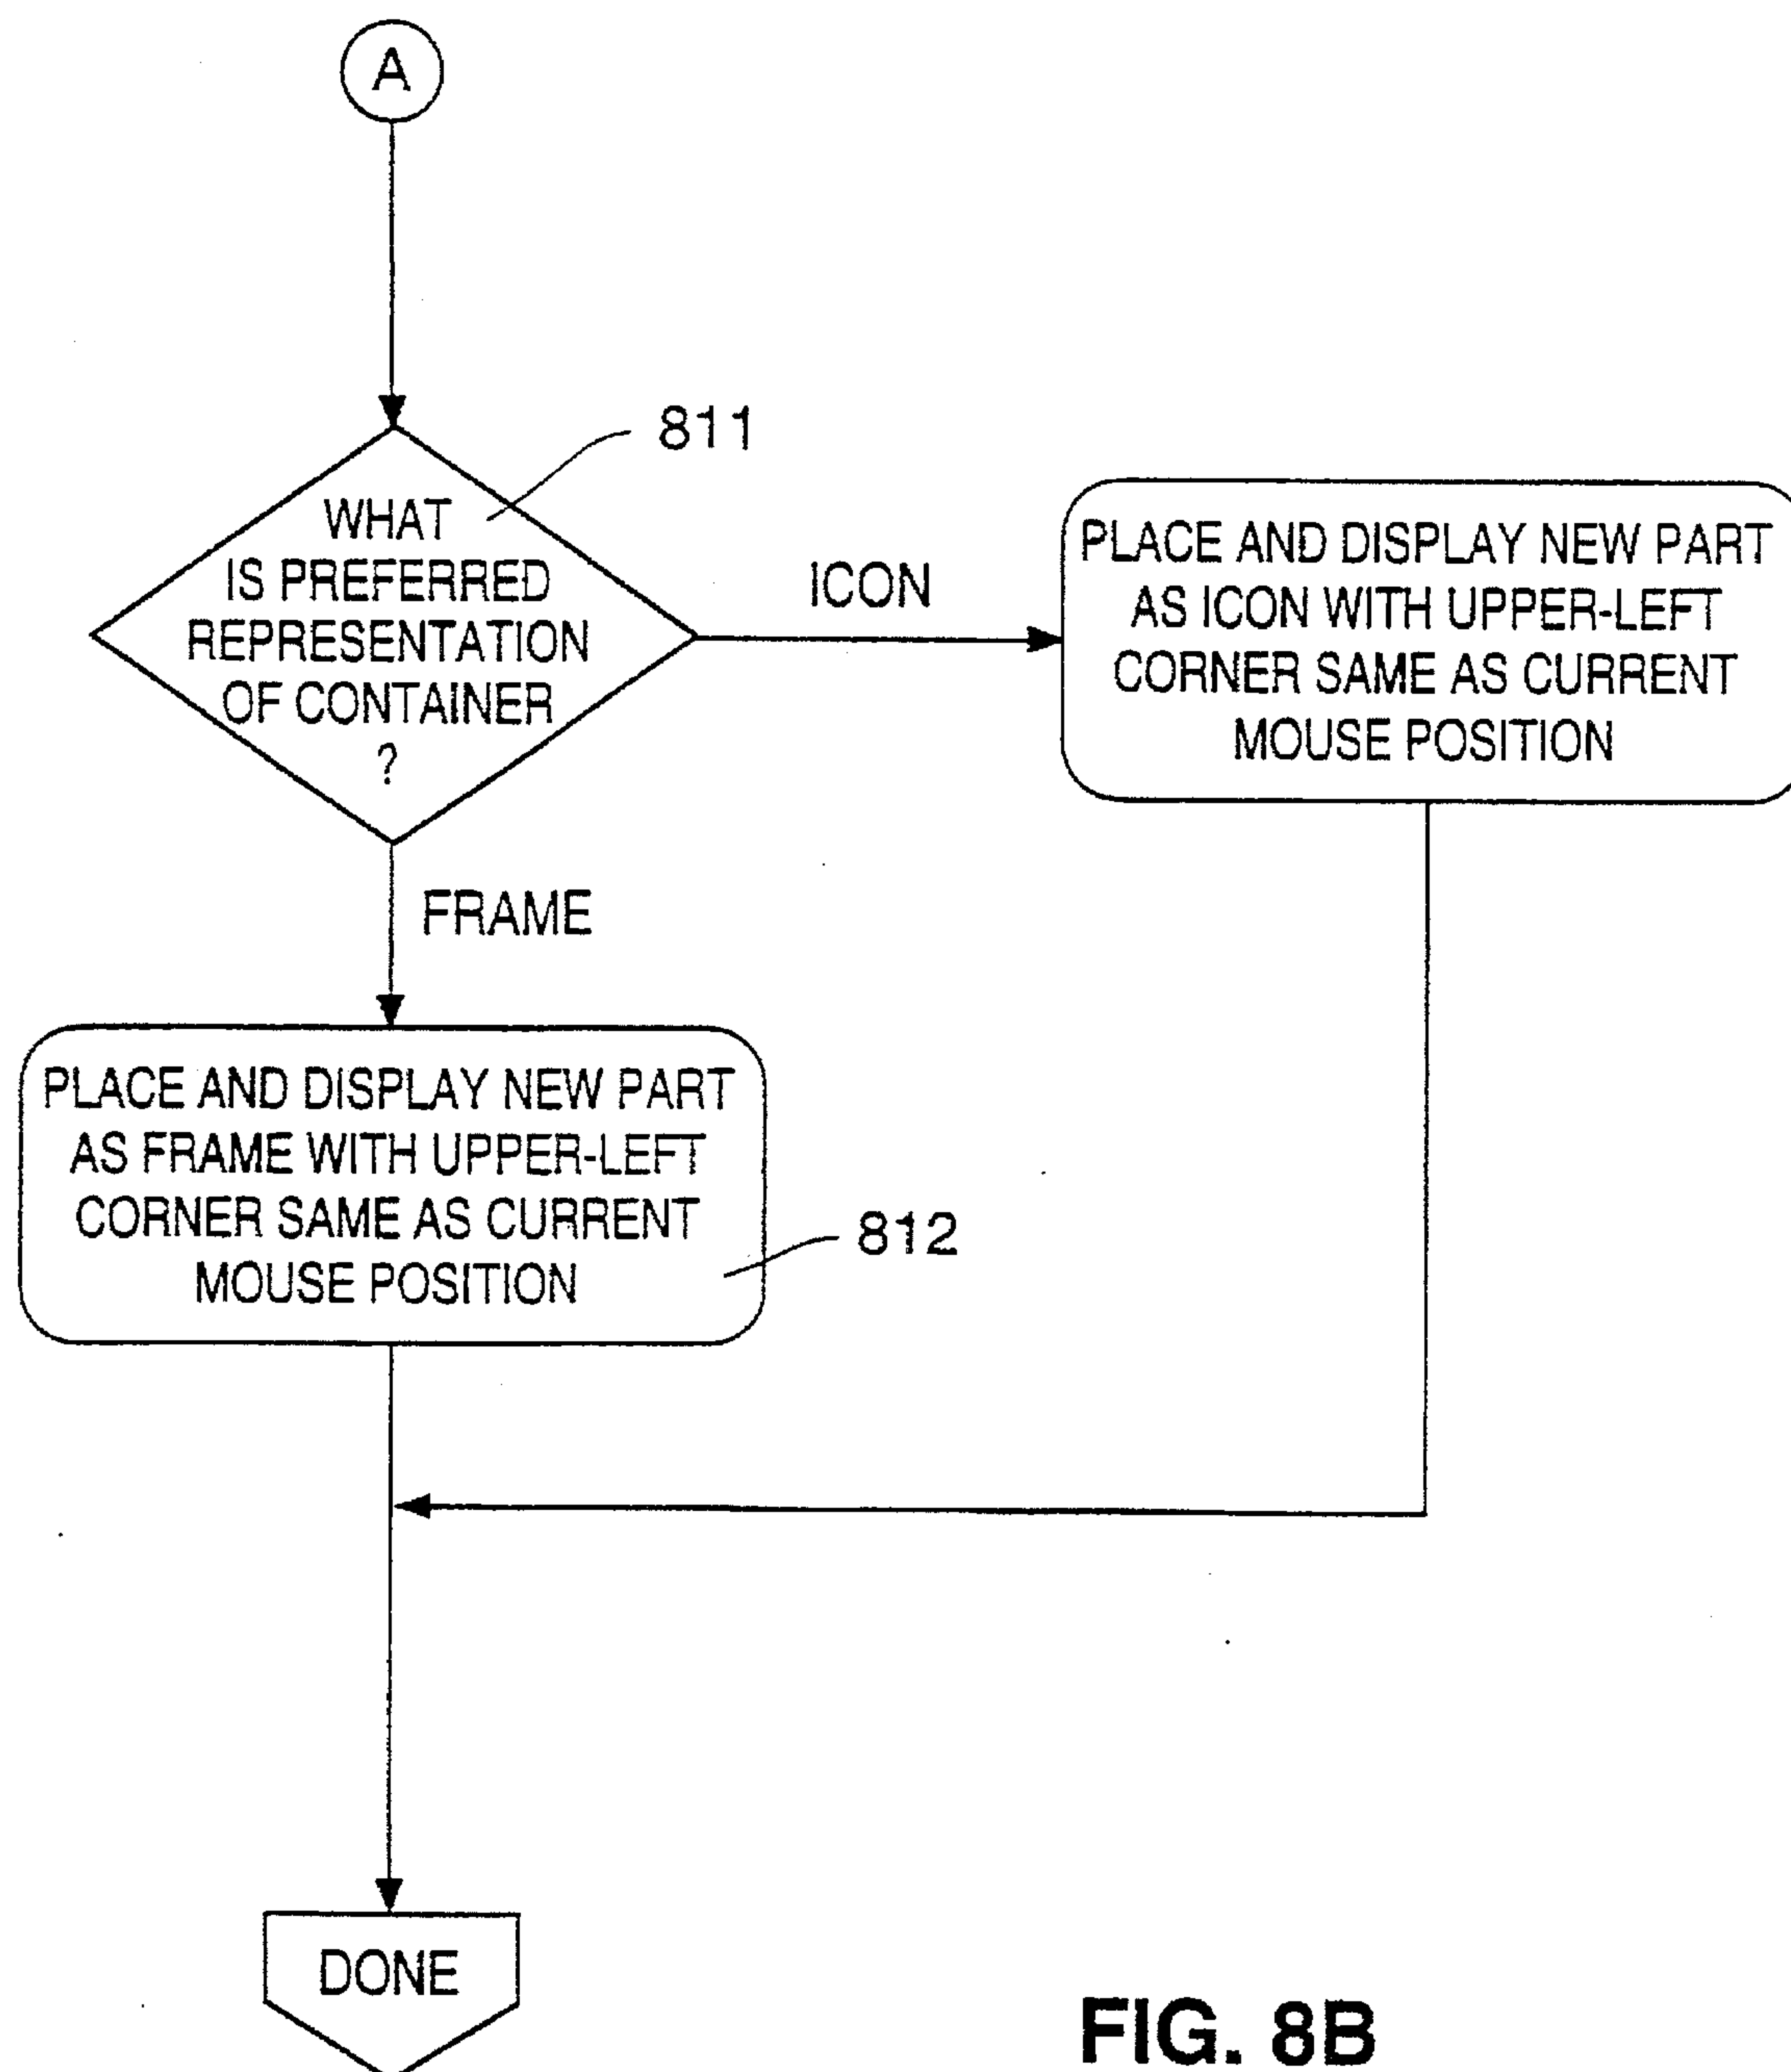 A
811
WHAT
IS PREFERRED
REPRESENTATION
OF CONTAINER
?
ICON
PLACE AND DISPLAY NEW PART
AS ICON WITH UPPER-LEFT
CORNER SAME AS CURRENT
MOUSE POSITION
FRAME
PLACE AND DISPLAY NEW PART
AS FRAME WITH UPPER-LEFT
CORNER SAME AS CURRENT
MOUSE POSITION
812
DONE
FIG. 8B